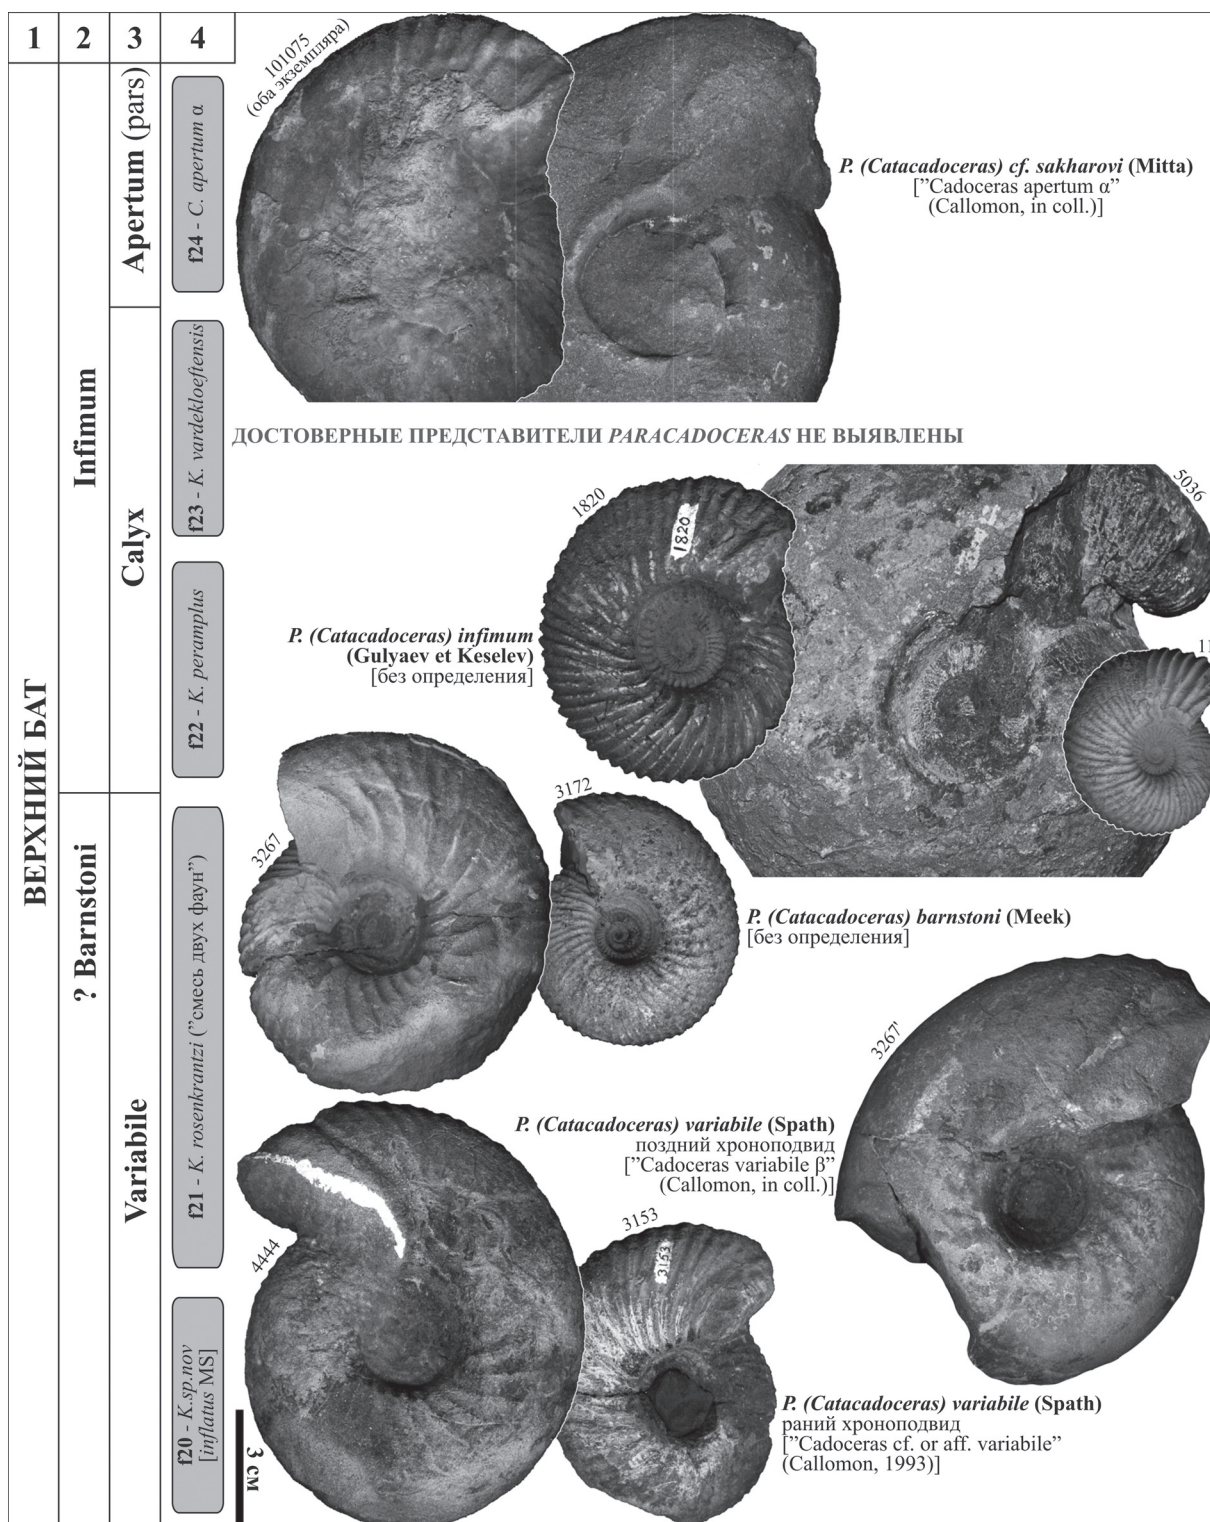 1 2 3 4
ВЕРХНИЙ БАТ
Infimum
? Barnstoni
Apertum (pars)
Calyx
Variabile
f24 - C. apertum α
f23 - K. vardekloeftensis
f22 - K. peramplus
f21 - K. rosenkrantzi (”смесь двух фаун”)
f20 - K.sp.nov
[inflatus MS]
101075
(оба экземпляра)
P. (Catacadoceras) cf. sakharovi (Mitta)
[”Cadoceras apertum α”
(Callomon, in coll.)]
ДОСТОВЕРНЫЕ ПРЕДСТАВИТЕЛИ PARACADOCERAS НЕ ВЫЯВЛЕНЫ
1820
1820
5036
11
P. (Catacadoceras) infimum
(Gulyaev et Keselev)
[без определения]
3267
3172
P. (Catacadoceras) barnstoni (Meek)
[без определения]
3267'
P. (Catacadoceras) variabile (Spath)
поздний хроноподвид
[”Cadoceras variabile β”
(Callomon, in coll.)]
4444
3153
3153
P. (Catacadoceras) variabile (Spath)
раний хроноподвид
[”Cadoceras cf. or aff. variabile”
(Callomon, 1993)]
3 см